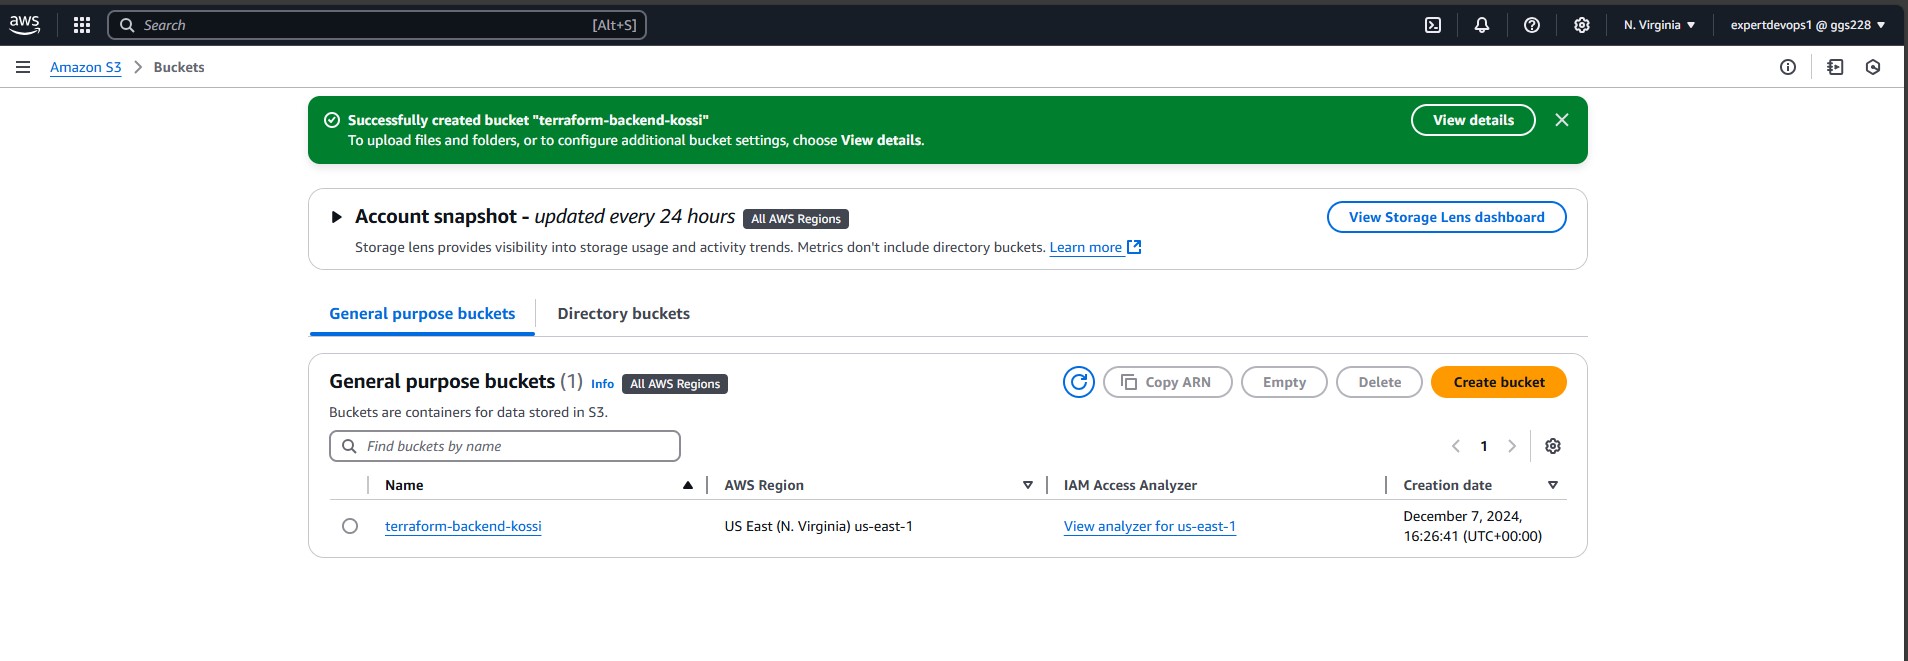 aws
Search [Alt+S]
N. Virginia
expertdevops1 @ ggs228
Amazon S3 > Buckets
Successfully created bucket "terraform-backend-kossi"
To upload files and folders, or to configure additional bucket settings, choose View details.
View details
Account snapshot - updated every 24 hours All AWS Regions
Storage lens provides visibility into storage usage and activity trends. Metrics don't include directory buckets. Learn more
View Storage Lens dashboard
General purpose buckets
Directory buckets
General purpose buckets (1) Info All AWS Regions
Buckets are containers for data stored in S3.
Copy ARN
Empty
Delete
Create bucket
Find buckets by name
1
Name AWS Region IAM Access Analyzer Creation date
terraform-backend-kossi US East (N. Virginia) us-east-1 View analyzer for us-east-1 December 7, 2024,
16:26:41 (UTC+00:00)